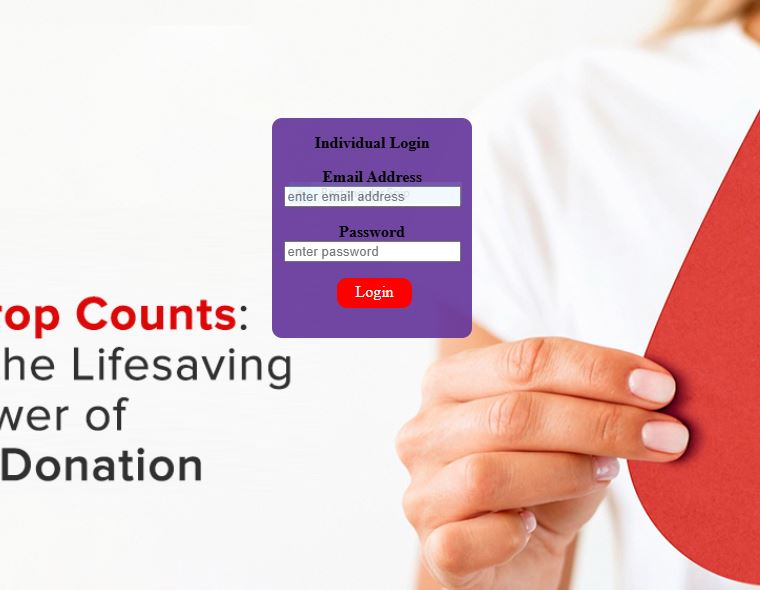 Individual Login
Email Address
enter email address
Password
enter password
Login
rop Counts:
he Lifesaving
wer of
Donation